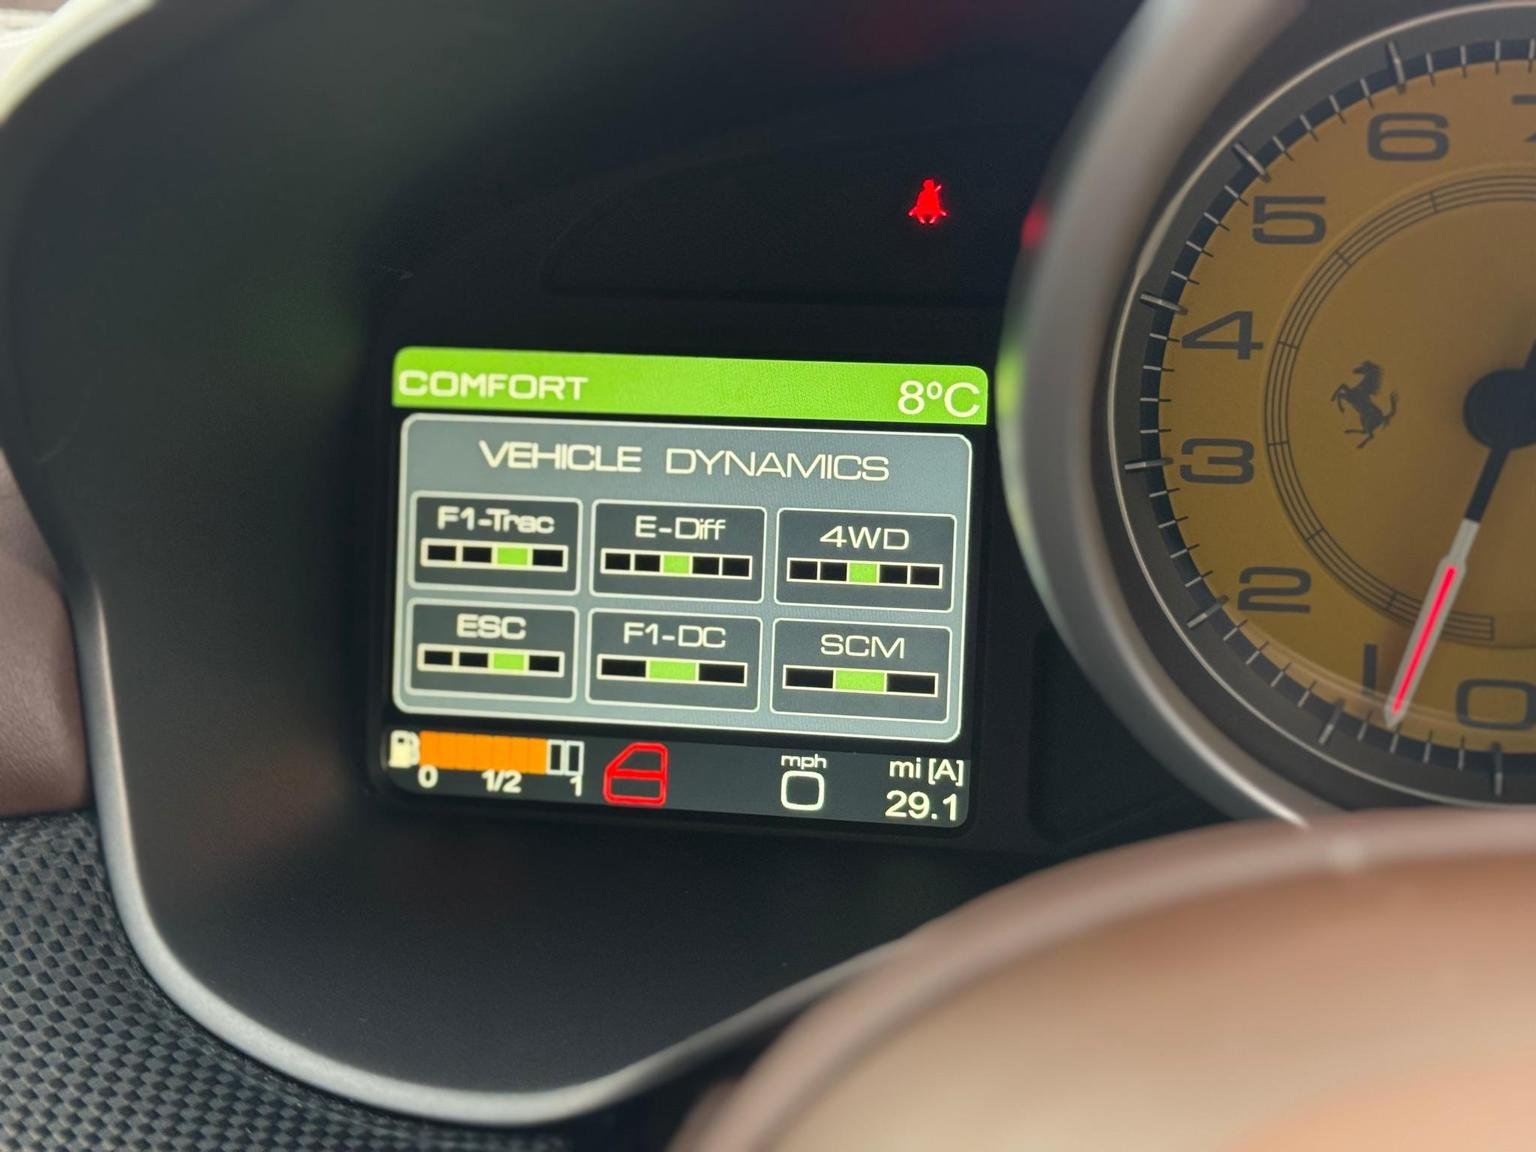 COMFORT 8ºC
VEHICLE DYNAMICS
F1-Trac E-Diff 4WD
ESC F1-DC SCM
0 1/2 1
mph
0
mi [A]
29.1
6
5
4
3
2
1
0